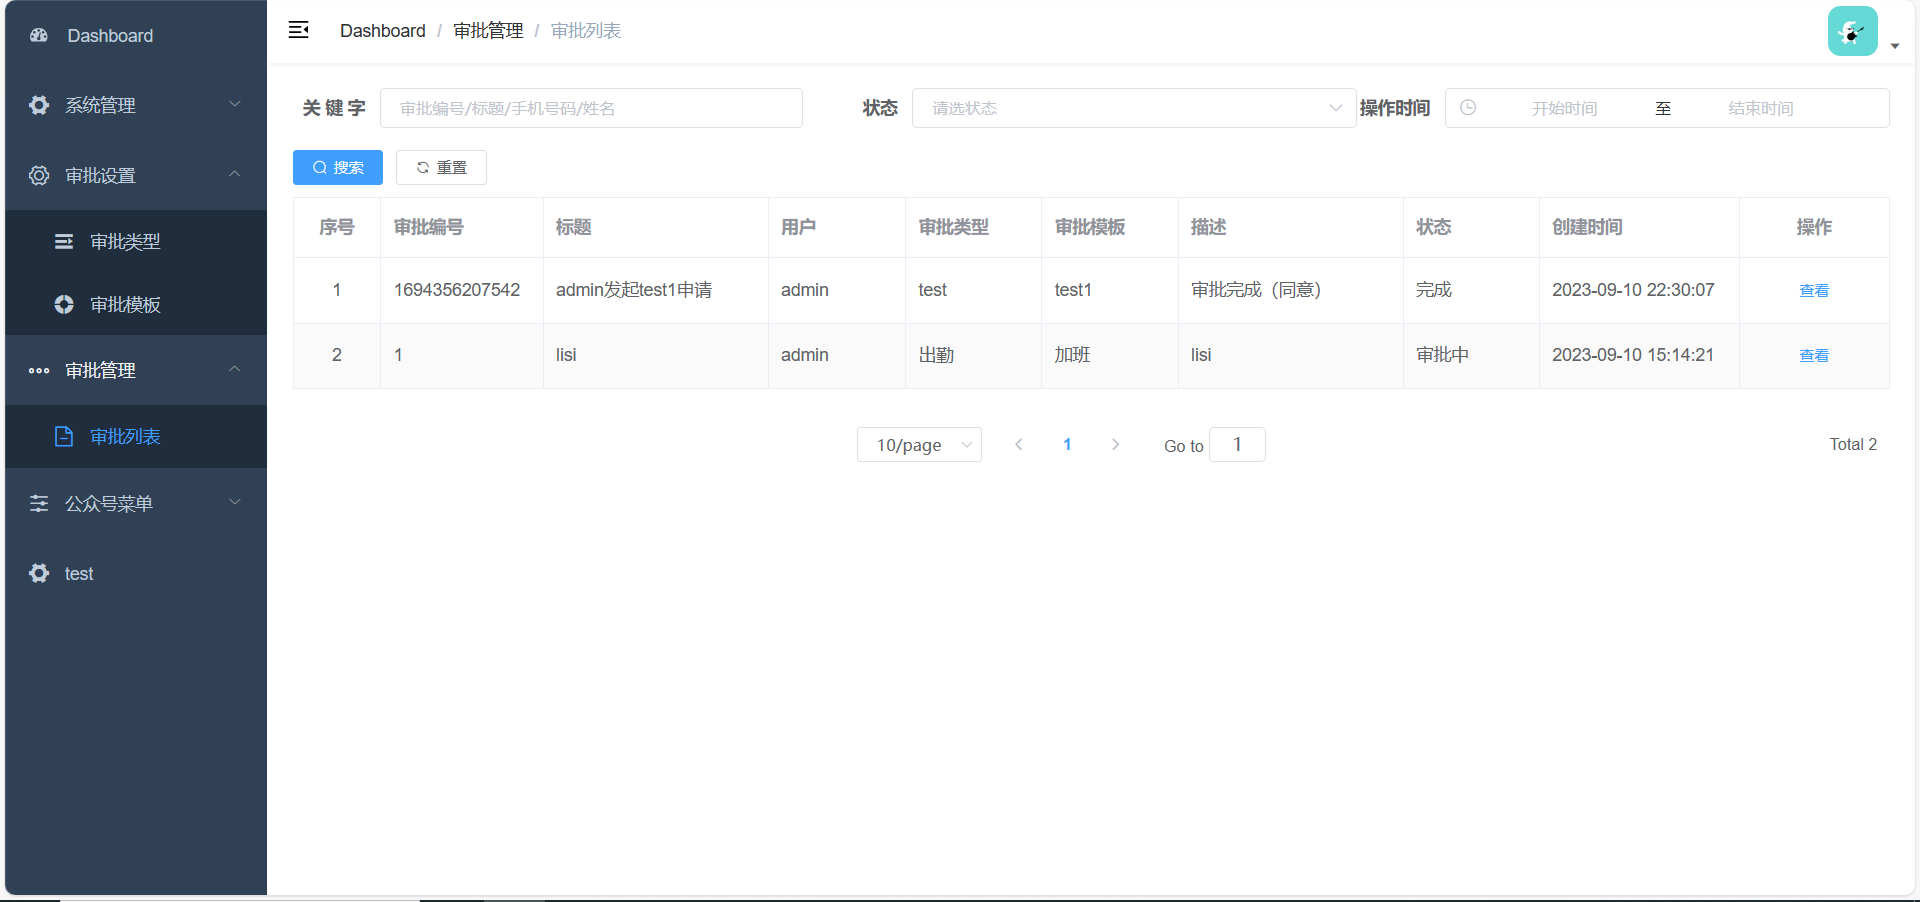 Dashboard
系统管理
审批设置
审批类型
审批模板
审批管理
审批列表
公众号菜单
test
Dashboard / 审批管理 / 审批列表
关 键 字 审批编号/标题/手机号码/姓名 状态 请选状态 操作时间 开始时间 至 结束时间
搜索 重置
序号 审批编号 标题 用户 审批类型 审批模板 描述 状态 创建时间 操作
1 1694356207542 admin发起test1申请 admin test test1 审批完成（同意） 完成 2023-09-10 22:30:07 查看
2 1 lisi admin 出勤 加班 lisi 审批中 2023-09-10 15:14:21 查看
10/page 1 Go to 1 Total 2